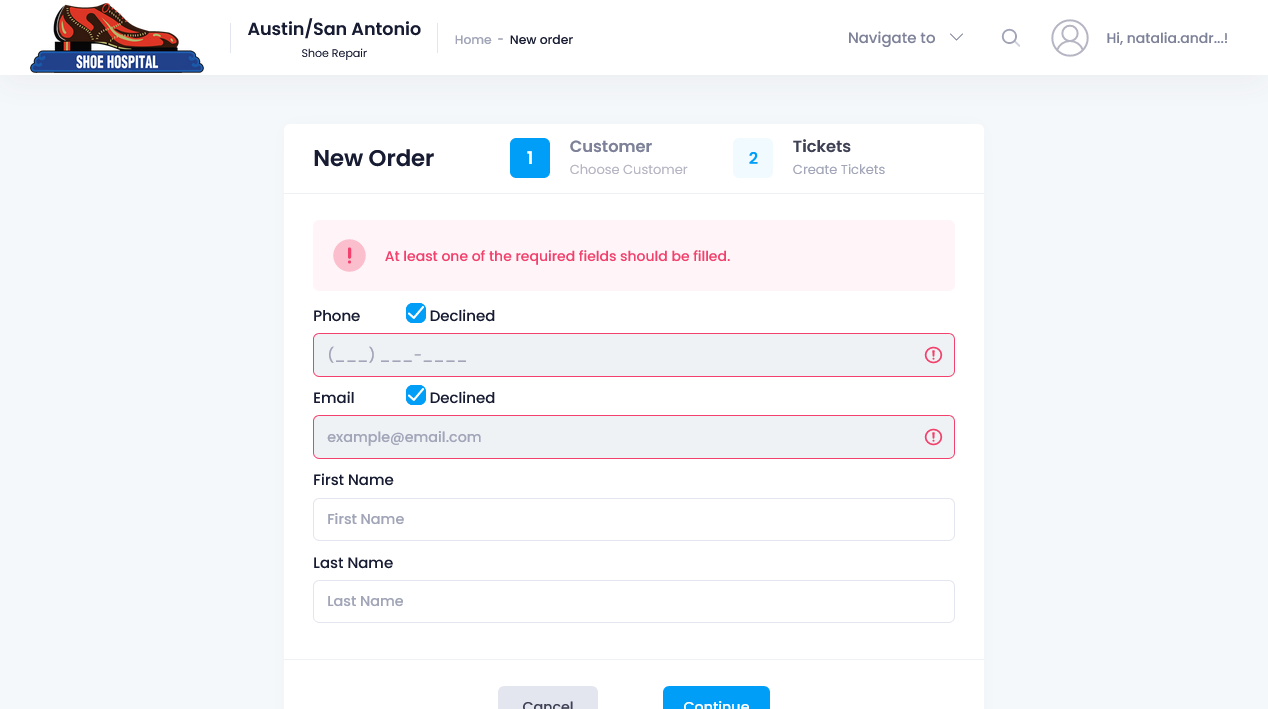 SHOE HOSPITAL
Austin/San Antonio
Shoe Repair
Home - New order
Navigate to
Hi, natalia.andr...!
New Order
1
Customer
Choose Customer
2
Tickets
Create Tickets
! At least one of the required fields should be filled.
Phone
Declined
(___) ___-____
Email
Declined
example@email.com
First Name
First Name
Last Name
Last Name
Cancel
Continue